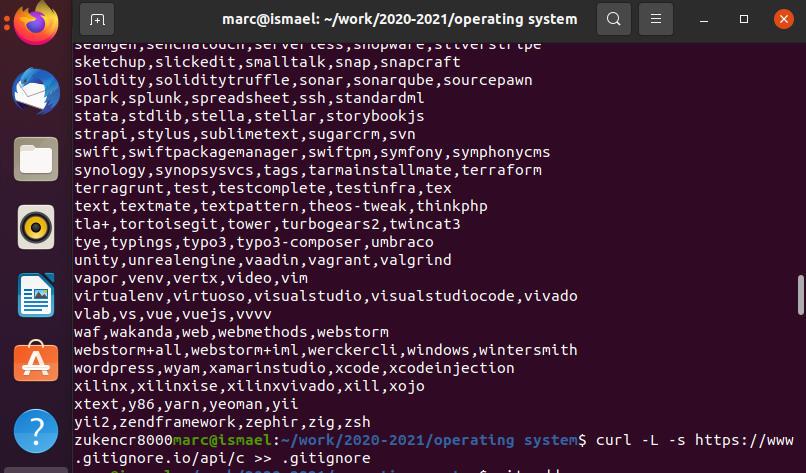 marc@ismael: ~/work/2020-2021/operating system
seamgen,senchatouch,serverless,shopware,silverstripe
sketchup,slickedit,smalltalk,snap,snapcraft
solidity,soliditytruffle,sonar,sonarqube,sourcepawn
spark,splunk,spreadsheet,ssh,standardml
stata,stdlib,stella,stellar,storybookjs
strapi,stylus,sublimetext,sugarcrm,svn
swift,swiftpackagemanager,swiftpm,symfony,symphonycms
synology,synopsysvcs,tags,tarmainstallmate,terraform
terragrunt,test,testcomplete,testinfra,tex
text,textmate,textpattern,theos-tweak,thinkphp
tla+,tortoisegit,tower,turbogears2,twincat3
tye,typings,typo3,typo3-composer,umbraco
unity,unrealengine,vaadin,vagrant,valgrind
vapor,venv,vertx,video,vim
virtualenv,virtuoso,visualstudio,visualstudiocode,vivado
vlab,vs,vue,vuejs,vvvv
waf,wakanda,web,webmethods,webstorm
webstorm+all,webstorm+iml,werckercli,windows,wintersmith
wordpress,wyam,xamarinstudio,xcode,xcodeinjection
xilinx,xilinxise,xilinxvivado,xill,xojo
xtext,y86,yarn,yeoman,yii
yii2,zendframework,zephir,zig,zsh
zukencr8000marc@ismael:~/work/2020-2021/operating system$ curl -L -s https://www
.gitignore.io/api/c >> .gitignore